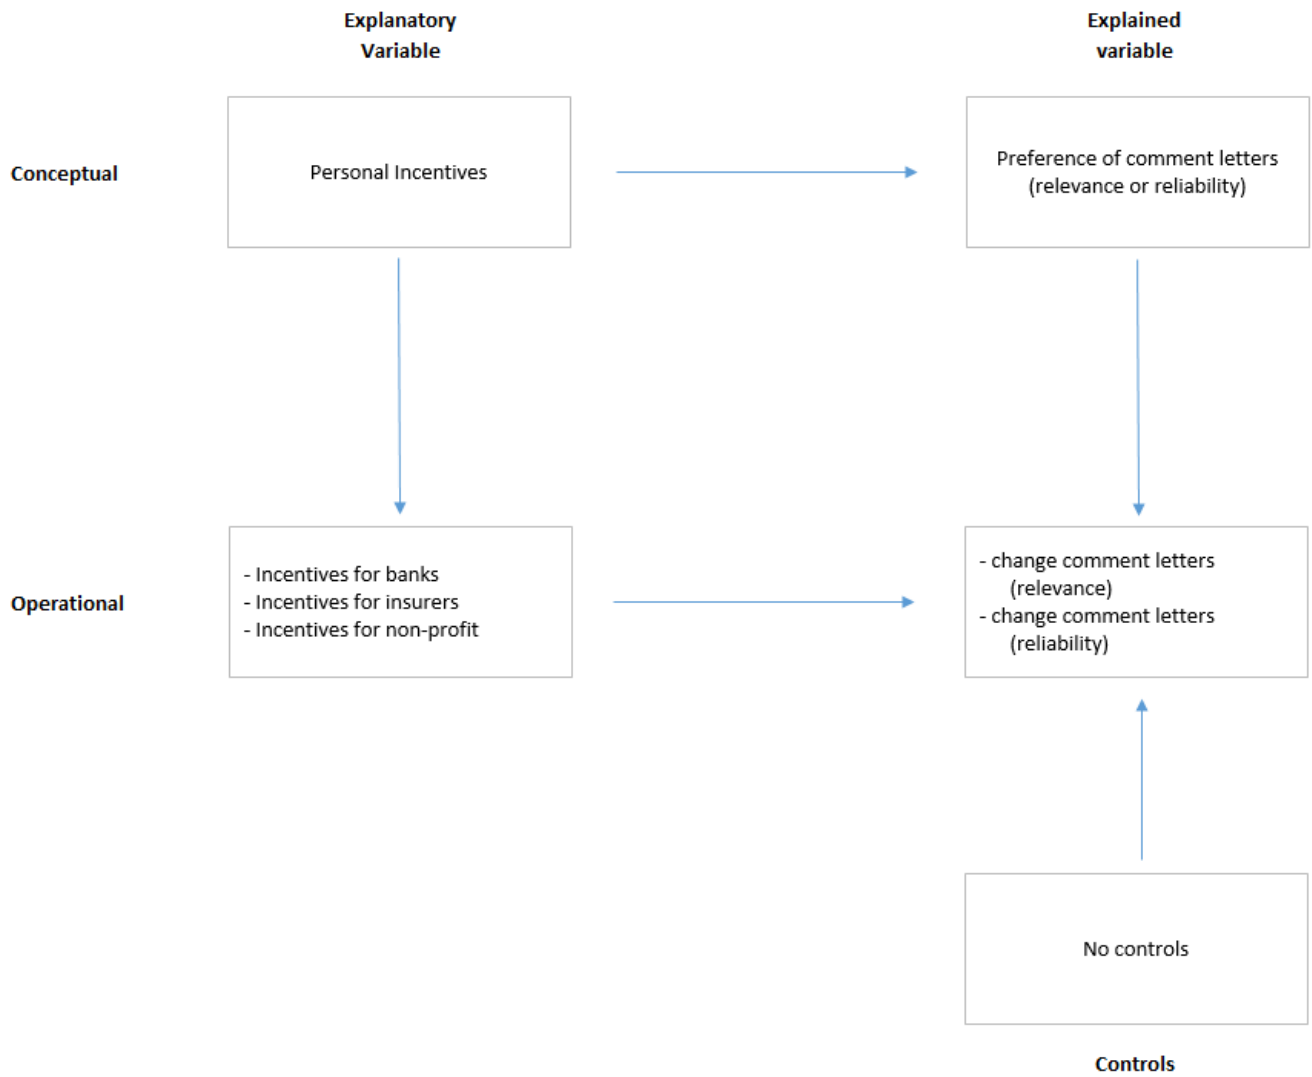 Explanatory
Variable
Explained
variable
Conceptual
Personal Incentives
Preference of comment letters
(relevance or reliability)
Operational
- Incentives for banks
- Incentives for insurers
- Incentives for non-profit
- change comment letters
(relevance)
- change comment letters
(reliability)
No controls
Controls